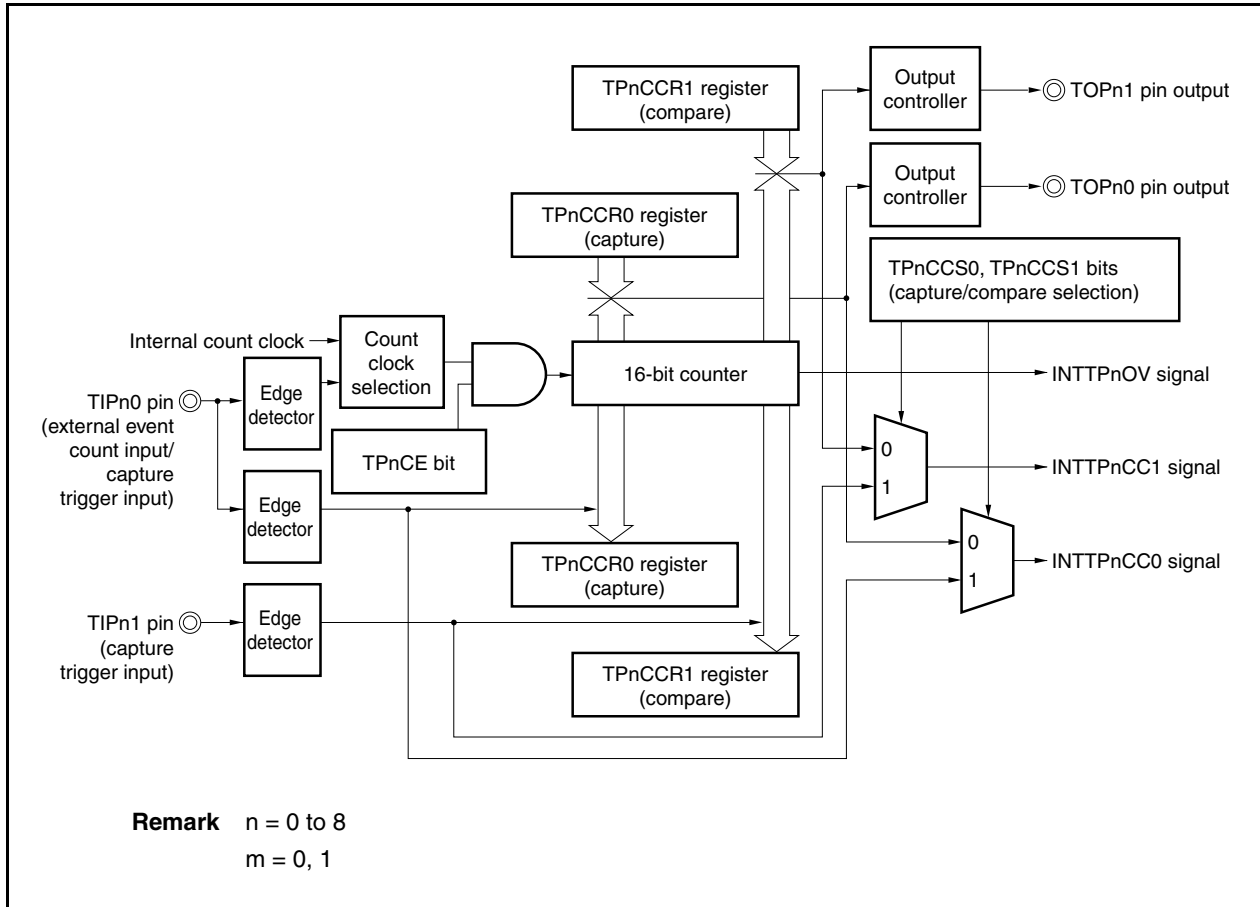 TPnCCR1 register
(compare)
Output
controller
TOPn1 pin output
Output
controller
TOPn0 pin output
TPnCCR0 register
(capture)
TPnCCS0, TPnCCS1 bits
(capture/compare selection)
Internal count clock
Count
clock
selection
16-bit counter
INTTPnOV signal
TIPn0 pin
(external event
count input/
capture
trigger input)
Edge
detector
TPnCE bit
0
1
INTTPnCC1 signal
Edge
detector
TPnCCR0 register
(capture)
0
1
INTTPnCC0 signal
TIPn1 pin
(capture
trigger input)
Edge
detector
TPnCCR1 register
(compare)
Remark n = 0 to 8
m = 0, 1